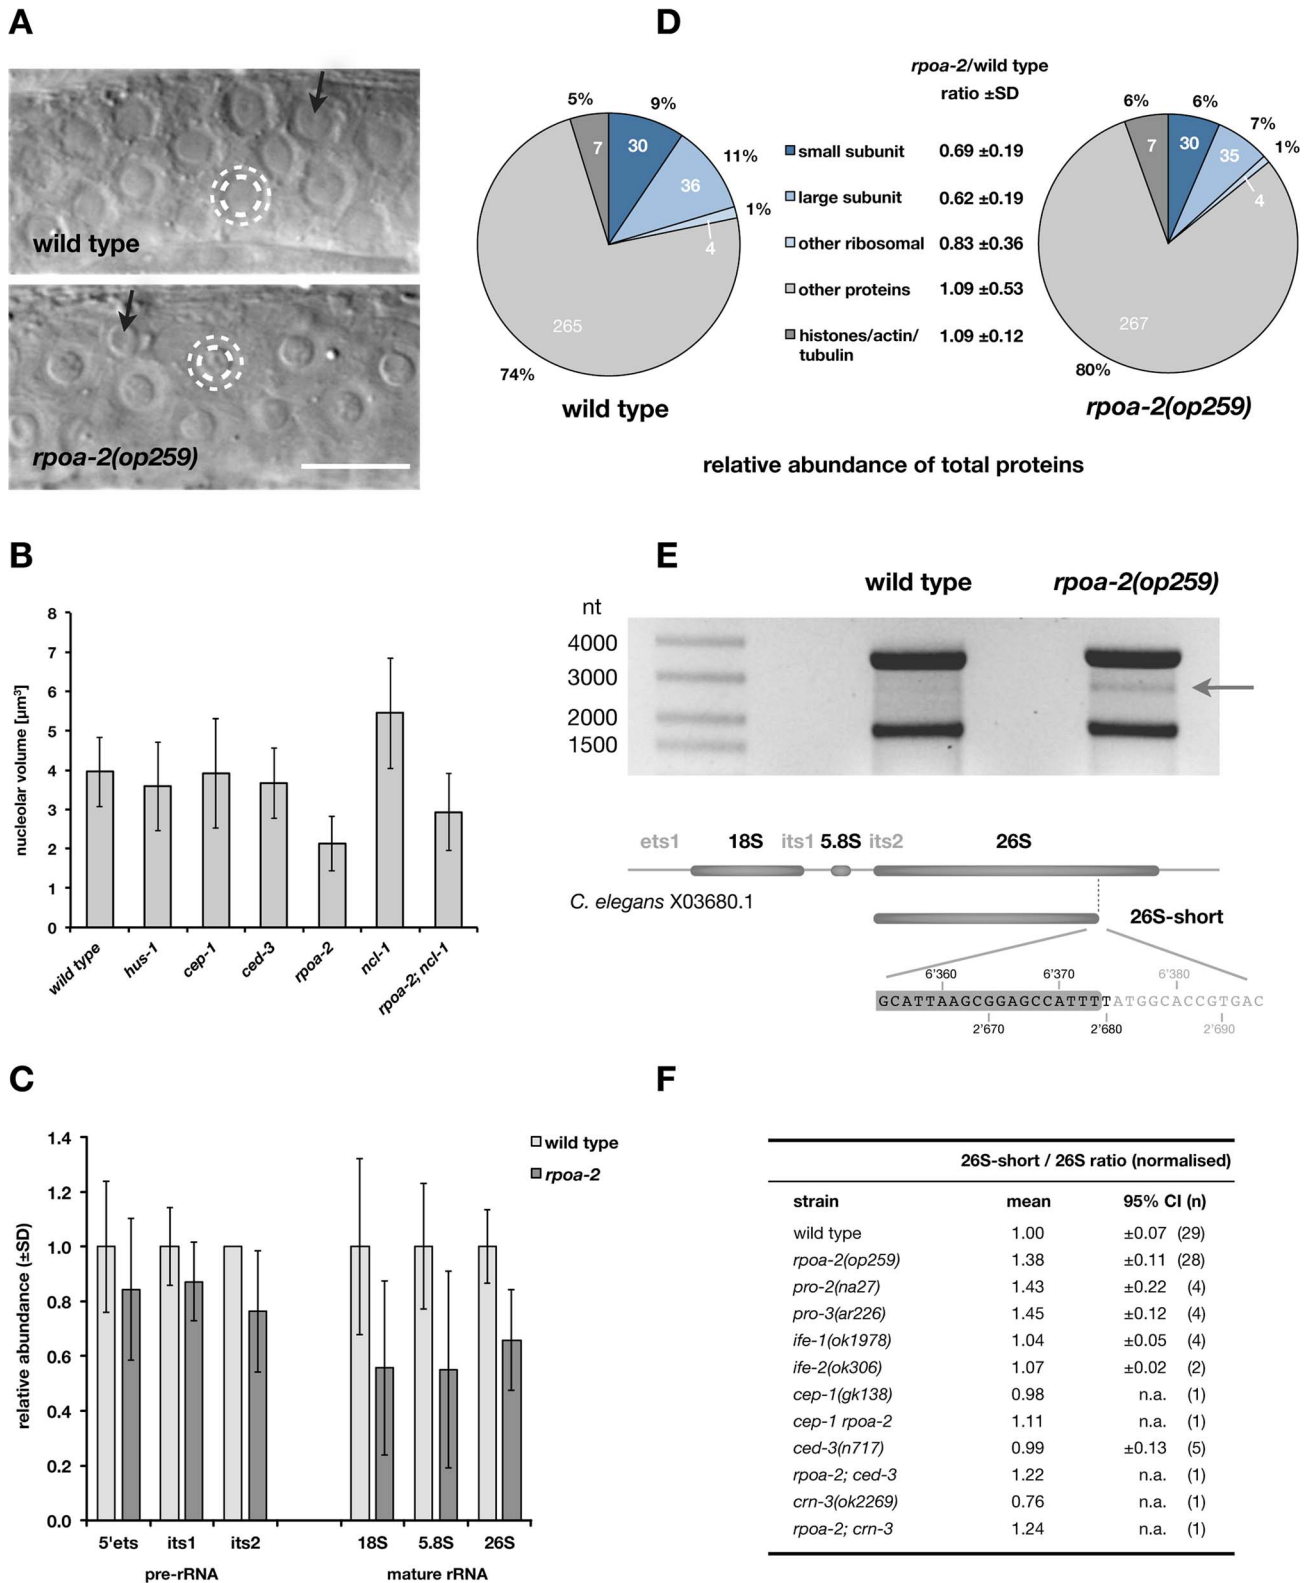 A
wild type
rpoa-2(op259)
D
rpoa-2/wild type
ratio ±SD
5%
9%
11%
1%
74%
7
30
36
4
265
wild type
small subunit 0.69 ±0.19
large subunit 0.62 ±0.19
other ribosomal 0.83 ±0.36
other proteins 1.09 ±0.53
histones/actin/ 1.09 ±0.12
tubulin
6%
6%
7%
1%
80%
7
30
35
4
267
rpoa-2(op259)
relative abundance of total proteins
B
nucleolar volume [µm³]
8
7
6
5
4
3
2
1
0
wild type
hus-1
cep-1
ced-3
rpoa-2
ncl-1
rpoa-2; ncl-1
E
wild type rpoa-2(op259)
nt
4000
3000
2000
1500
ets1 18S its1 5.8S its2 26S
C. elegans X03680.1
26S-short
6'360 6'370 6'380
GCATTAAGCGGAGCCATTTTATGGCACCGTGAC
2'670 2'680 2'690
C
relative abundance (±SD)
1.4
1.2
1.0
0.8
0.6
0.4
0.2
0.0
wild type
rpoa-2
5'ets its1 its2 18S 5.8S 26S
pre-rRNA mature rRNA
F
26S-short / 26S ratio (normalised)
strain mean 95% CI (n)
wild type 1.00 ±0.07 (29)
rpoa-2(op259) 1.38 ±0.11 (28)
pro-2(na27) 1.43 ±0.22 (4)
pro-3(ar226) 1.45 ±0.12 (4)
ife-1(ok1978) 1.04 ±0.05 (4)
ife-2(ok306) 1.07 ±0.02 (2)
cep-1(gk138) 0.98 n.a. (1)
cep-1 rpoa-2 1.11 n.a. (1)
ced-3(n717) 0.99 ±0.13 (5)
rpoa-2; ced-3 1.22 n.a. (1)
crn-3(ok2269) 0.76 n.a. (1)
rpoa-2; crn-3 1.24 n.a. (1)